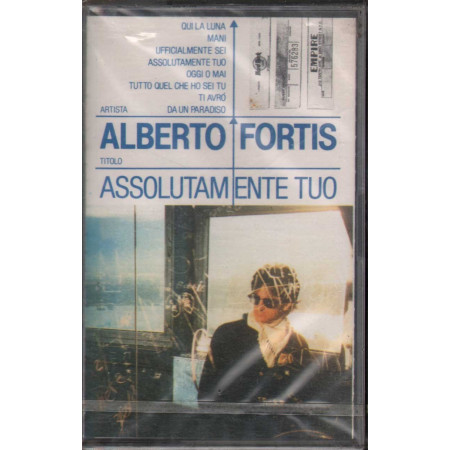 QUI LA LUNA
MANI
UFFICIALMENTE SEI
ASSOLUTAMENTE TUO
OGGI O MAI
TUTTO QUEL CHE HO SEI TU
TI AVRÓ
ARTISTA DA UN PARADISO
ALBERTO FORTIS
TITOLO
ASSOLUTAMENTE TUO
EMPIRE